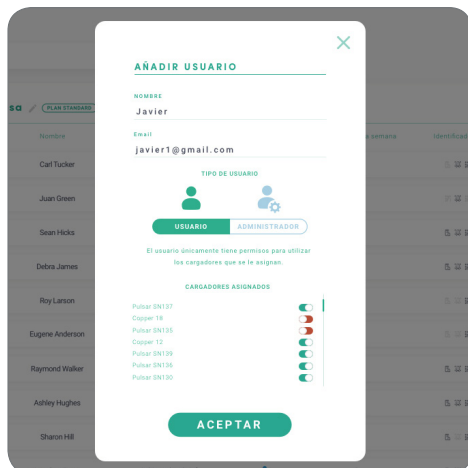 AÑADIR USUARIO
NOMBRE
Javier
Email
javier1@gmail.com
TIPO DE USUARIO
USUARIO ADMINISTRADOR
El usuario únicamente tiene permisos para utilizar
los cargadores que se le asignan.
CARGADORES ASIGNADOS
Pulsar SN137
Copper 18
Pulsar SN135
Copper 12
Pulsar SN139
Pulsar SN136
Pulsar SN130
ACEPTAR
sa PLAN STANDARD
Nombre a semana Identificad
Carl Tucker
Juan Green
Sean Hicks
Debra James
Roy Larson
Eugene Anderson
Raymond Walker
Ashley Hughes
Sharon Hill